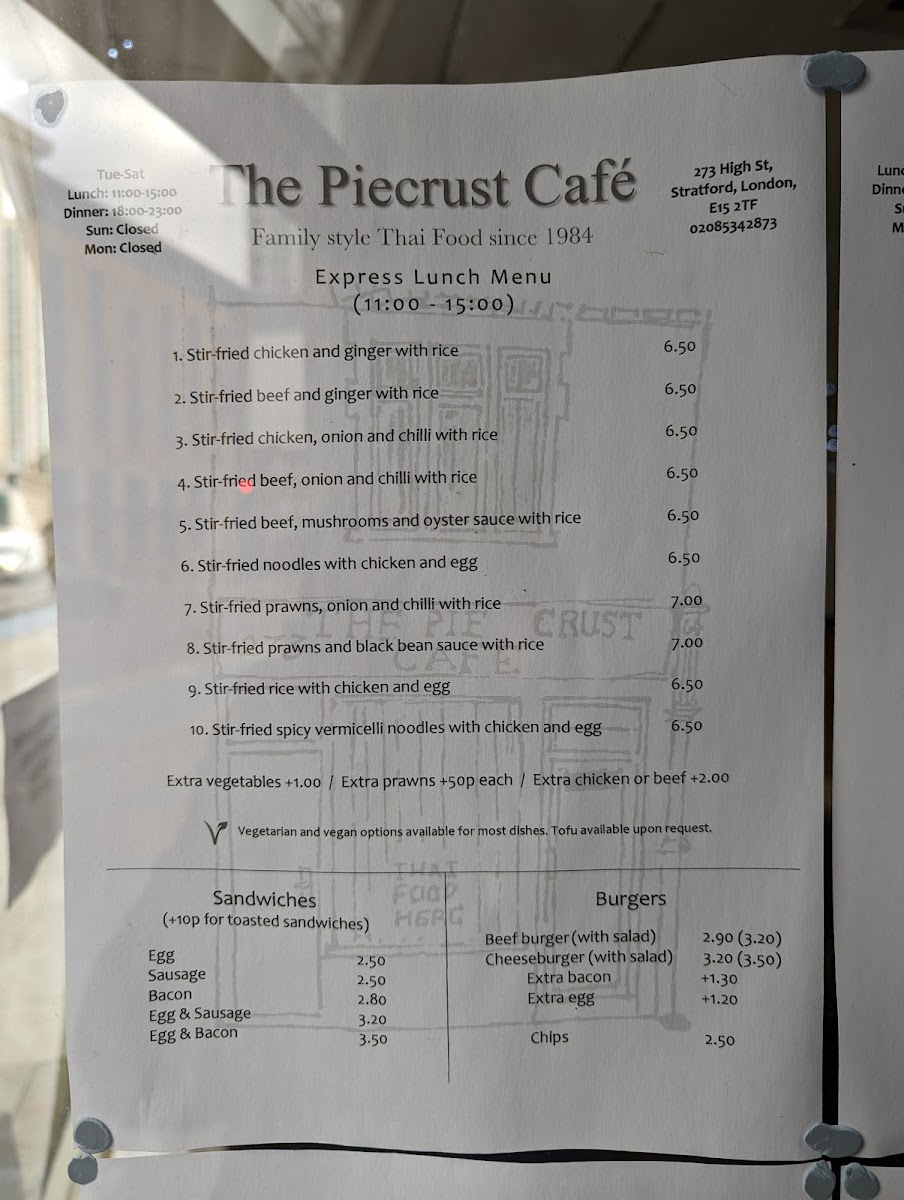 Tue-Sat
Lunch: 11:00-15:00
Dinner: 18:00-23:00
Sun: Closed
Mon: Closed
The Piecrust Café
Family style Thai Food since 1984
273 High St,
Stratford, London,
E15 2TF
02085342873
Express Lunch Menu
(11:00 - 15:00)
1. Stir-fried chicken and ginger with rice 6.50
2. Stir-fried beef and ginger with rice 6.50
3. Stir-fried chicken, onion and chilli with rice 6.50
4. Stir-fried beef, onion and chilli with rice 6.50
5. Stir-fried beef, mushrooms and oyster sauce with rice 6.50
6. Stir-fried noodles with chicken and egg 6.50
7. Stir-fried prawns, onion and chilli with rice 7.00
8. Stir-fried prawns and black bean sauce with rice 7.00
9. Stir-fried rice with chicken and egg 6.50
10. Stir-fried spicy vermicelli noodles with chicken and egg 6.50
THE PIE CRUST
CAFE
Extra vegetables +1.00 / Extra prawns +50p each / Extra chicken or beef +2.00
Vegetarian and vegan options available for most dishes. Tofu available upon request.
THAI
FOOD
HERE
Sandwiches
(+10p for toasted sandwiches)
Egg 2.50
Sausage 2.50
Bacon 2.80
Egg & Sausage 3.20
Egg & Bacon 3.50
Burgers
Beef burger (with salad) 2.90 (3.20)
Cheeseburger (with salad) 3.20 (3.50)
Extra bacon +1.30
Extra egg +1.20
Chips 2.50